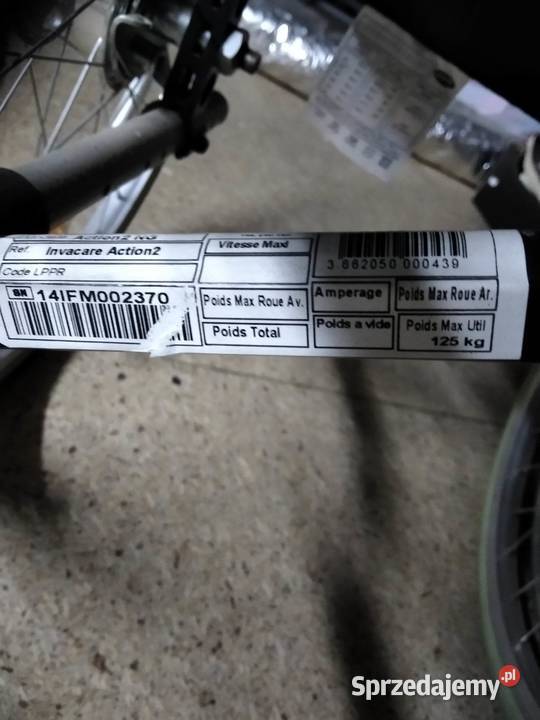 Action2 NG
Ref. Invacare Action2
Code LPPR
SN 14IFM002370
Vitesse Maxi
Poids Max Roue Av.
Poids Total
3 662050 000439
Amperage
Poids Max Roue Ar.
Poids a vide
Poids Max Util
125 kg
Sprzedajemy.pl